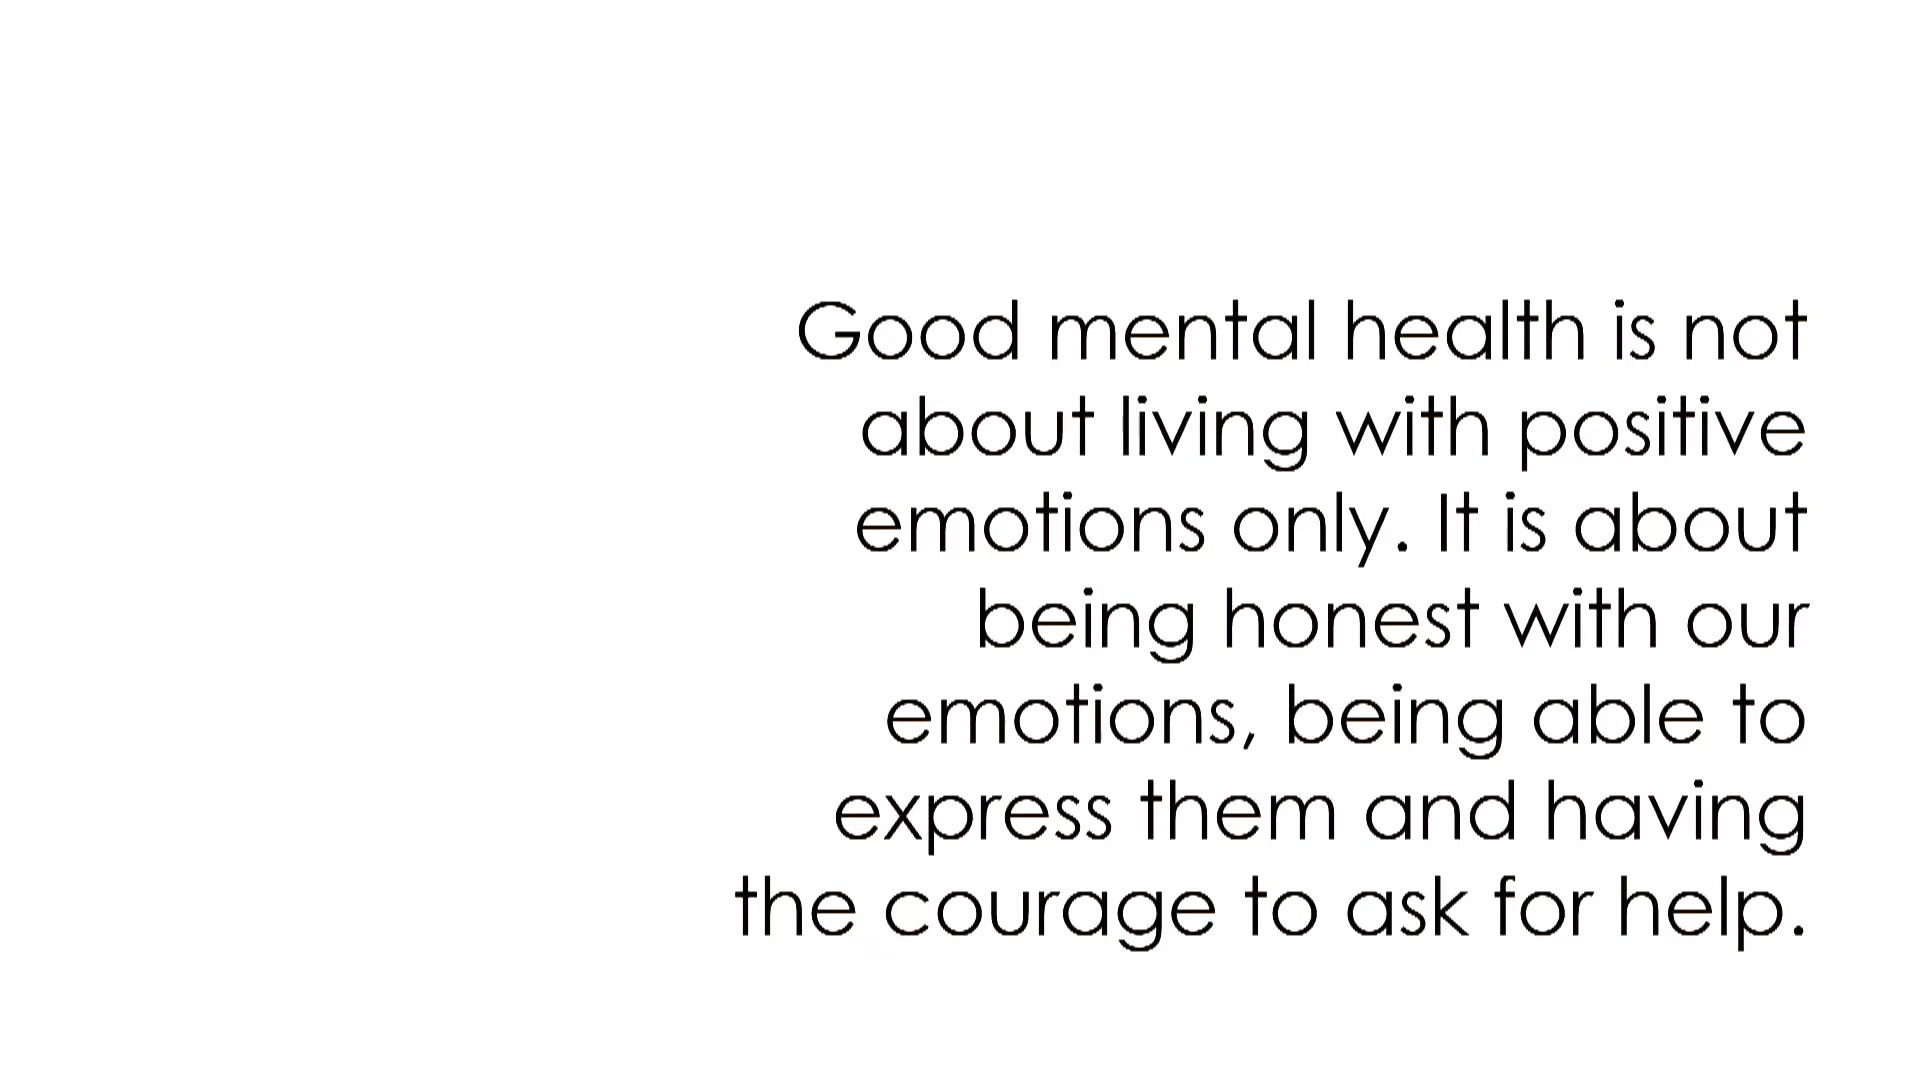 Good mental health is not
about living with positive
emotions only. It is about
being honest with our
emotions, being able to
express them and having
the courage to ask for help.